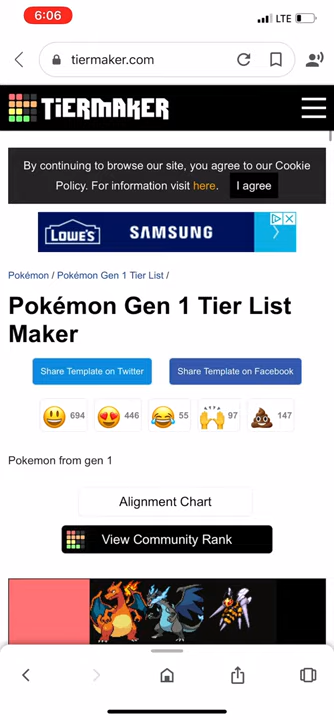 6:06
LTE
tiermaker.com
TiERMAKER
By continuing to browse our site, you agree to our Cookie
Policy. For information visit here. I agree
LOWE'S SAMSUNG
Pokémon / Pokémon Gen 1 Tier List /
Pokémon Gen 1 Tier List
Maker
Share Template on Twitter Share Template on Facebook
694 446 55 97 147
Pokemon from gen 1
Alignment Chart
View Community Rank